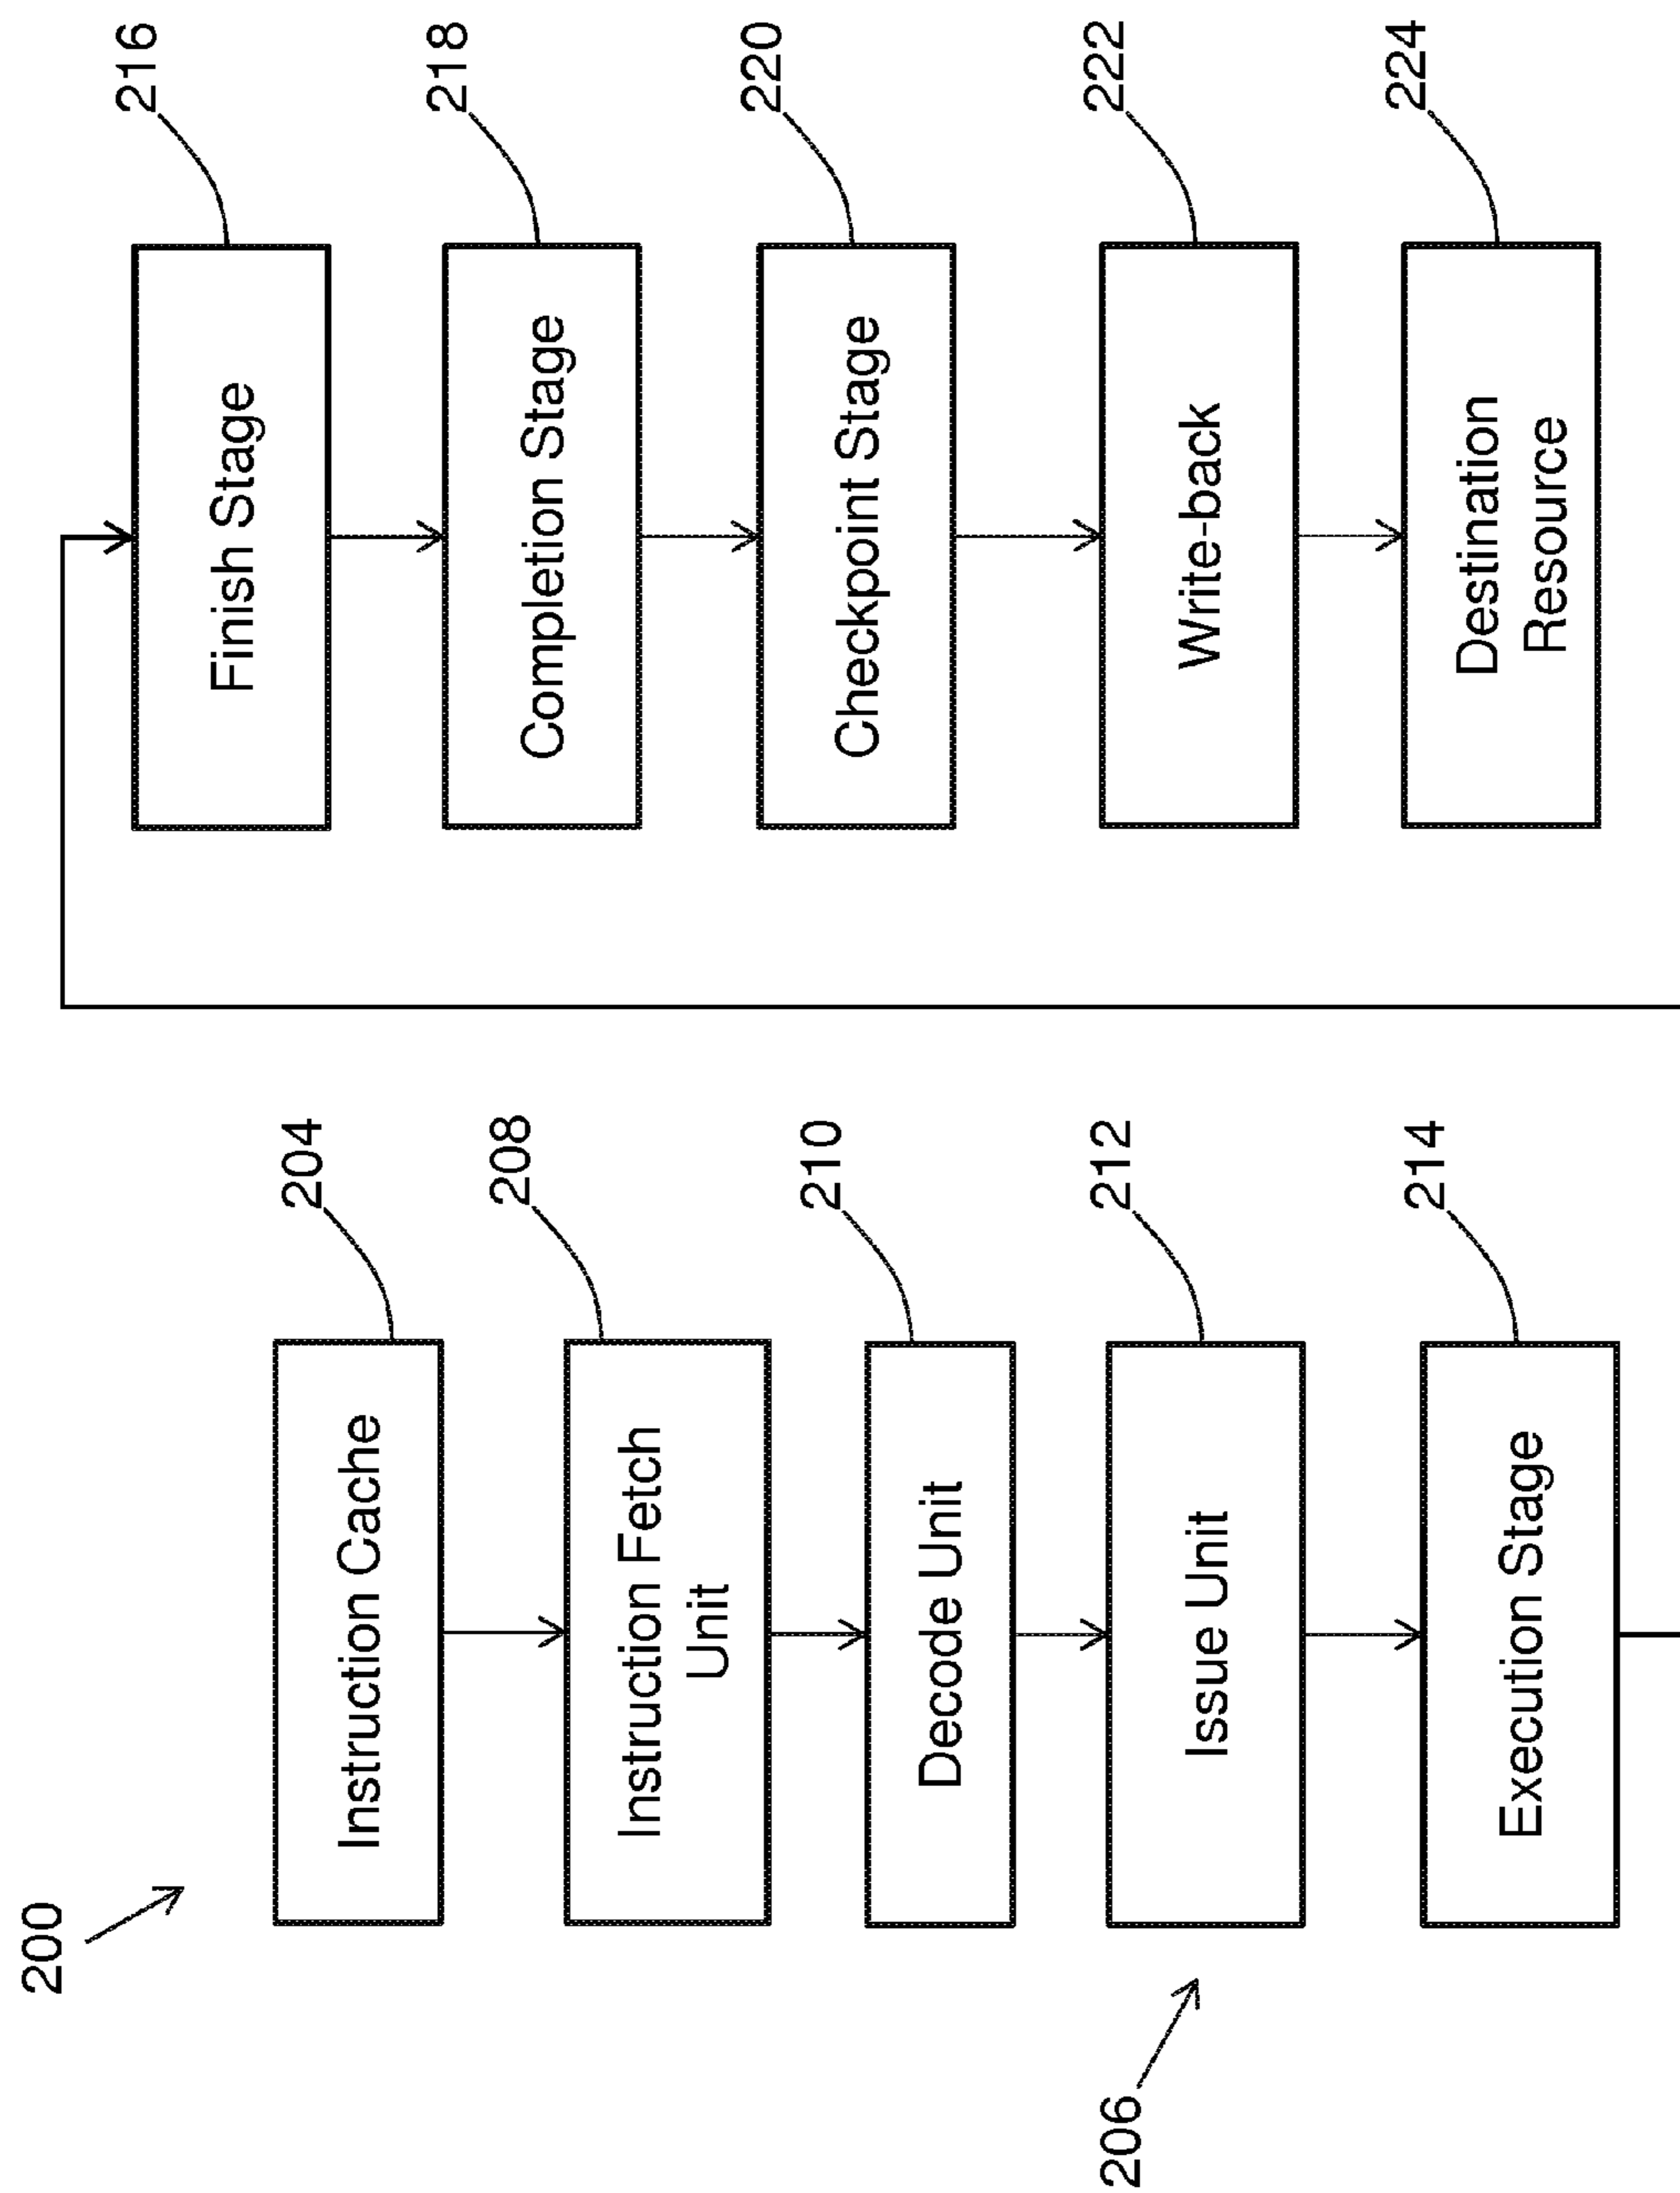 200
206
Instruction Cache
204
Instruction Fetch
Unit
208
Decode Unit
210
Issue Unit
212
Execution Stage
214
Finish Stage
216
Completion Stage
218
Checkpoint Stage
220
Write-back
222
Destination
Resource
224